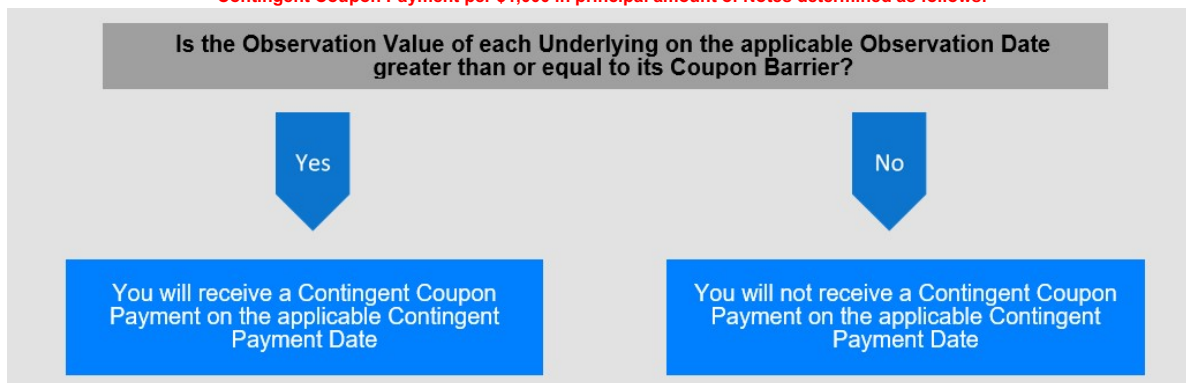 Contingent Coupon Payment per $1,000 in principal amount of Notes determined as follows:
Is the Observation Value of each Underlying on the applicable Observation Date
greater than or equal to its Coupon Barrier?
Yes
No
You will receive a Contingent Coupon
Payment on the applicable Contingent
Payment Date
You will not receive a Contingent Coupon
Payment on the applicable Contingent
Payment Date